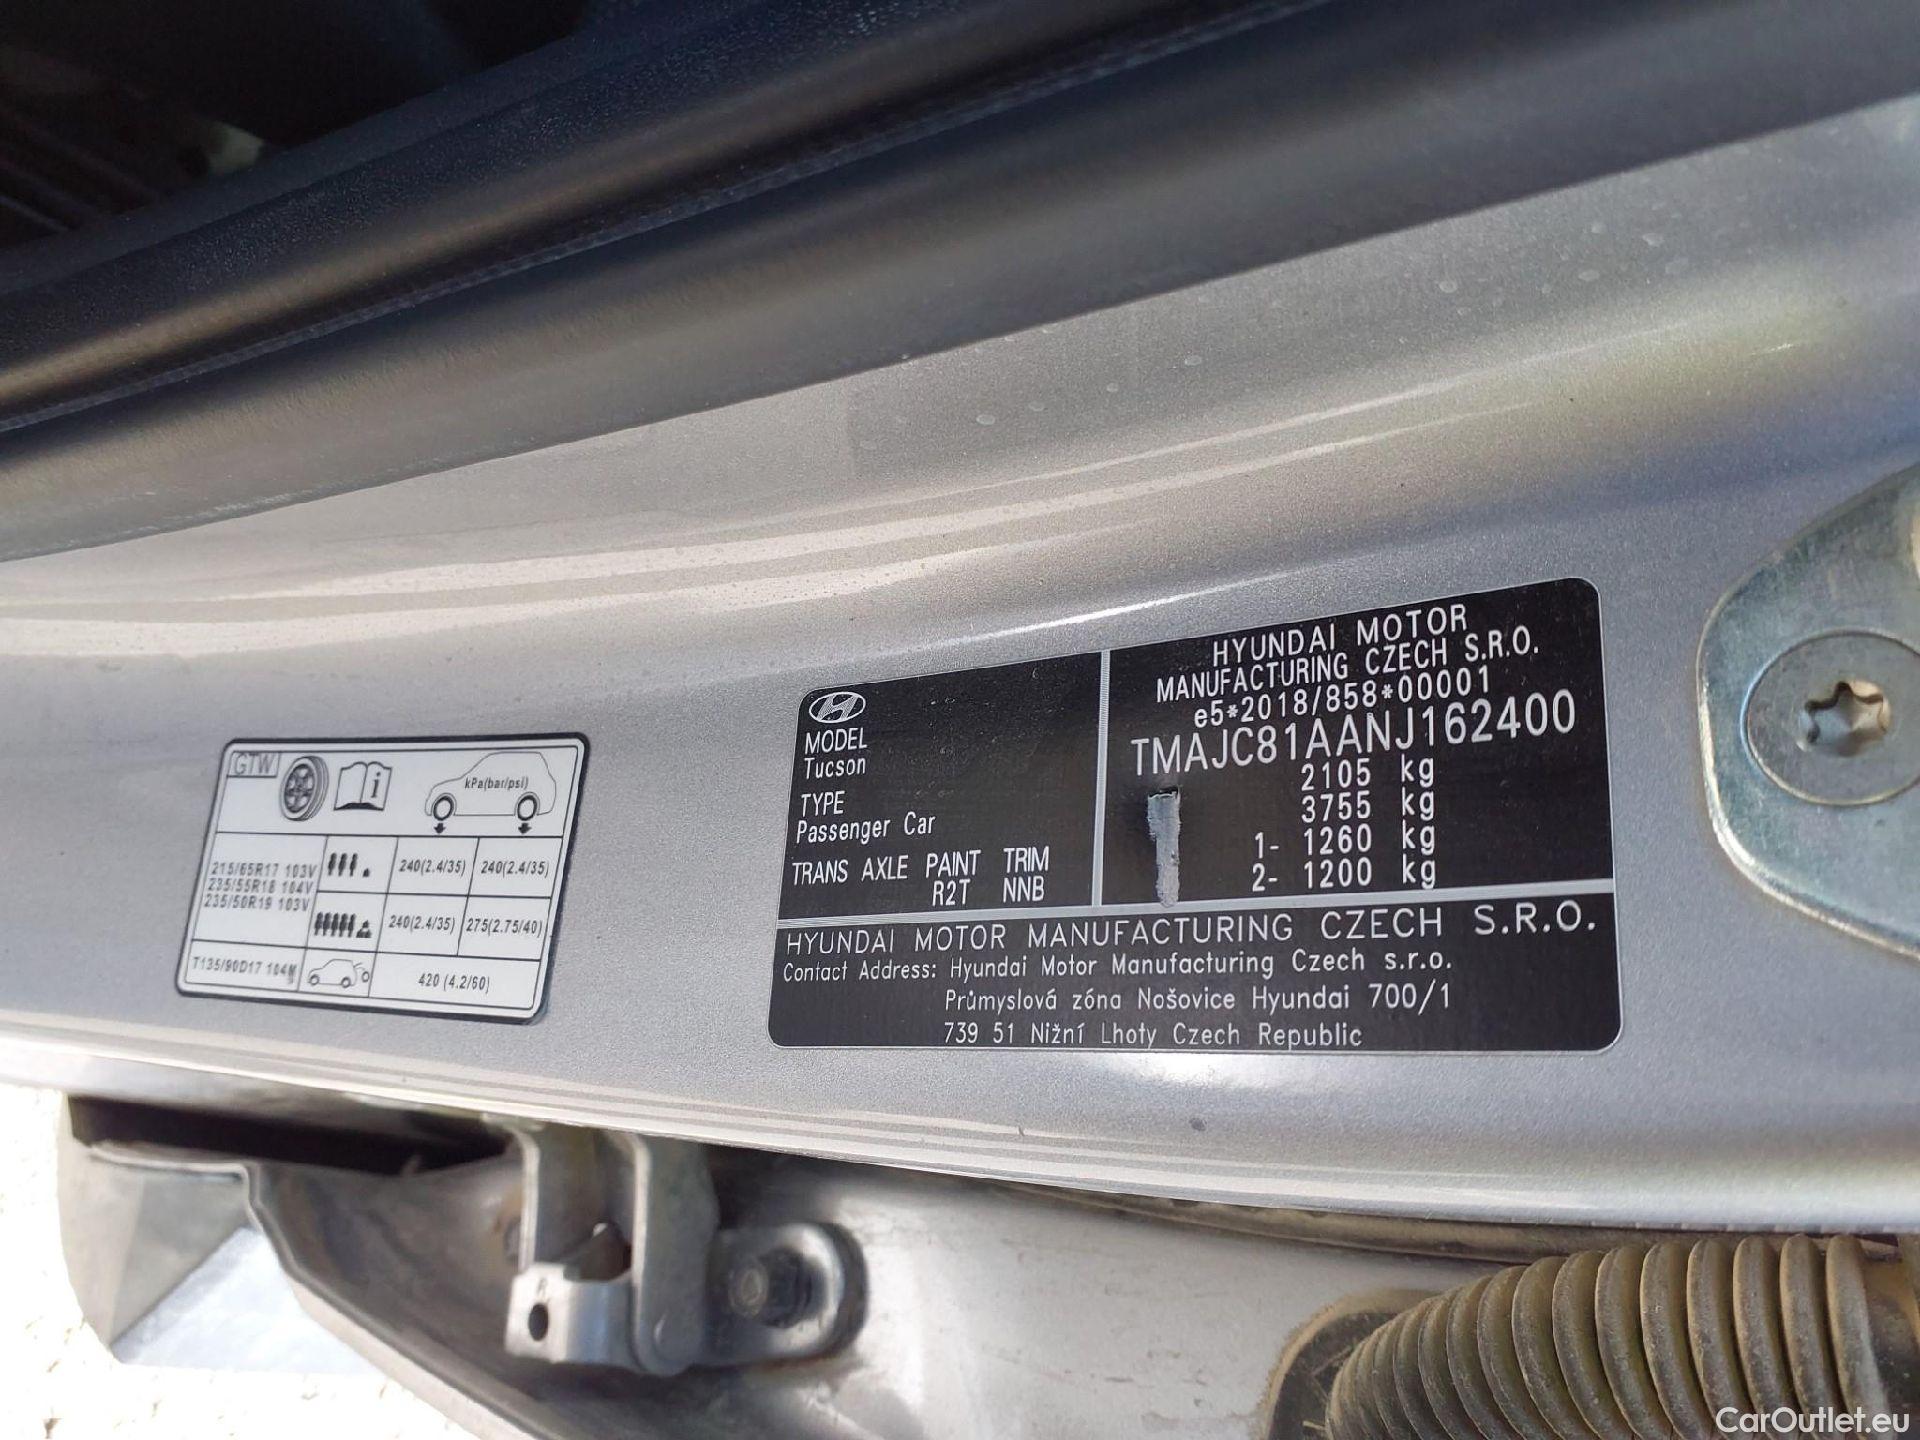 GTW
kPa(bar/psi)
215/65R17 103V
235/55R18 104V
235/50R19 103V
240(2.4/35) 240(2.4/35)
240(2.4/35) 275(2.75/40)
T135/90D17 104M
420 (4.2/60)
MODEL
Tucson
TYPE
Passenger Car
TRANS AXLE PAINT TRIM
R2T NNB
HYUNDAI MOTOR
MANUFACTURING CZECH S.R.O.
e5*2018/858*00001
TMAJC81AANJ162400
2105 kg
3755 kg
1- 1260 kg
2- 1200 kg
HYUNDAI MOTOR MANUFACTURING CZECH S.R.O.
Contact Address: Hyundai Motor Manufacturing Czech s.r.o.
Průmyslová zóna Nošovice Hyundai 700/1
739 51 Nižní Lhoty Czech Republic
R
CarOutlet.eu